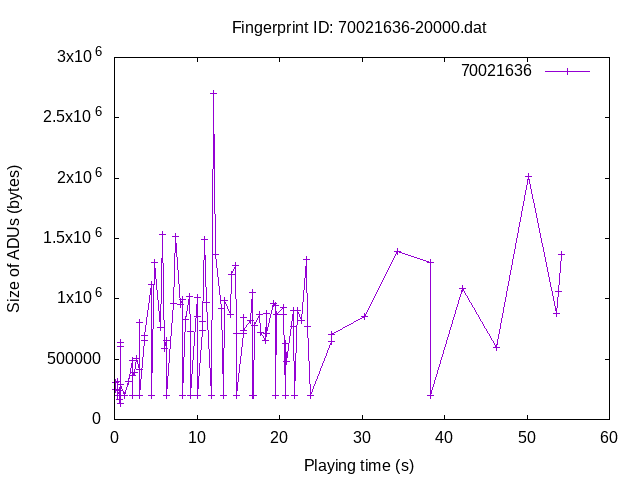 Fingerprint ID: 70021636-20000.dat
3x10^6
70021636
2.5x10^6
2x10^6
1.5x10^6
1x10^6
500000
0
Size of ADUs (bytes)
0 10 20 30 40 50 60
Playing time (s)